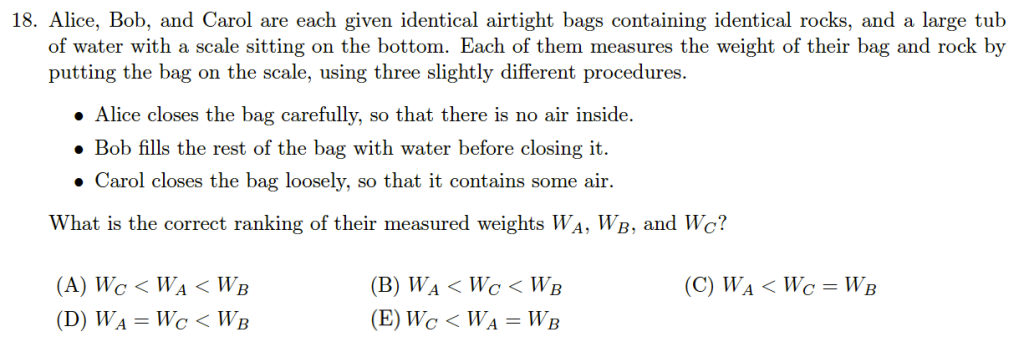 18. Alice, Bob, and Carol are each given identical airtight bags containing identical rocks, and a large tub
of water with a scale sitting on the bottom. Each of them measures the weight of their bag and rock by
putting the bag on the scale, using three slightly different procedures.
• Alice closes the bag carefully, so that there is no air inside.
• Bob fills the rest of the bag with water before closing it.
• Carol closes the bag loosely, so that it contains some air.
What is the correct ranking of their measured weights W_A, W_B, and W_C?
(A) W_C < W_A < W_B (B) W_A < W_C < W_B (C) W_A < W_C = W_B
(D) W_A = W_C < W_B (E) W_C < W_A = W_B